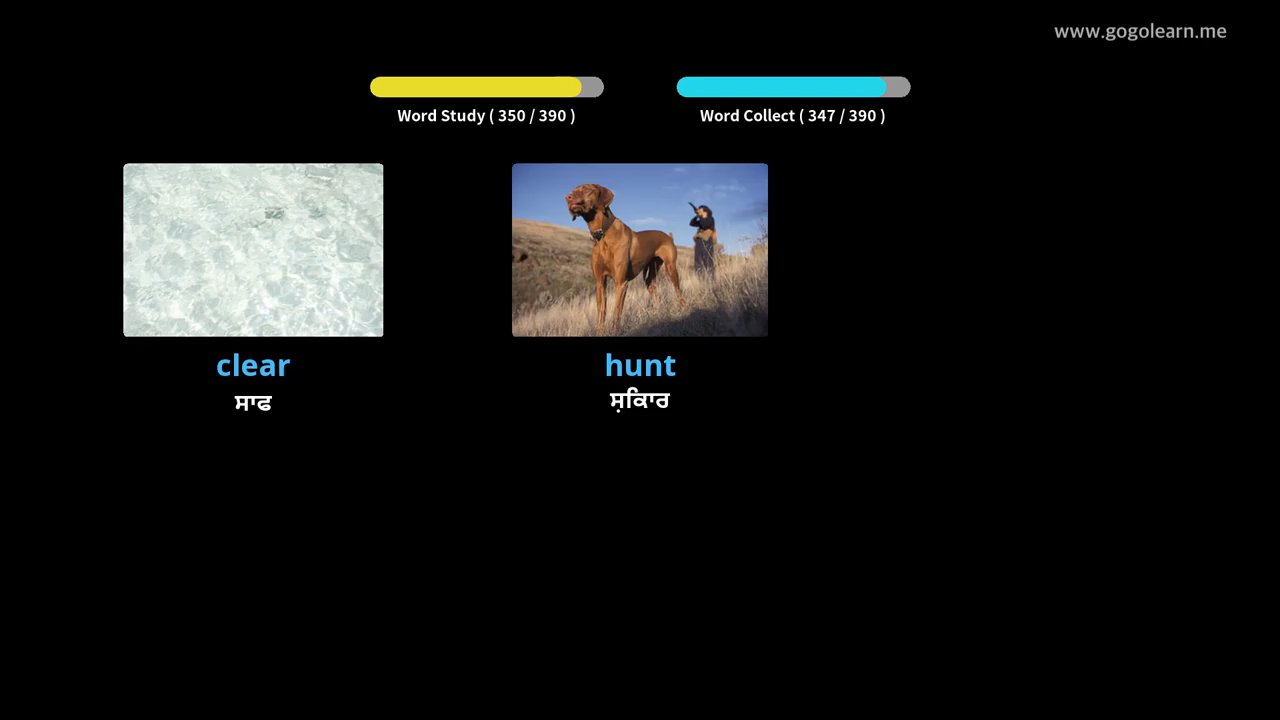 www.gogolearn.me
Word Study ( 350 / 390 )
Word Collect ( 347 / 390 )
clear
ਸਾਫ
hunt
ਸ਼ਿਕਾਰ